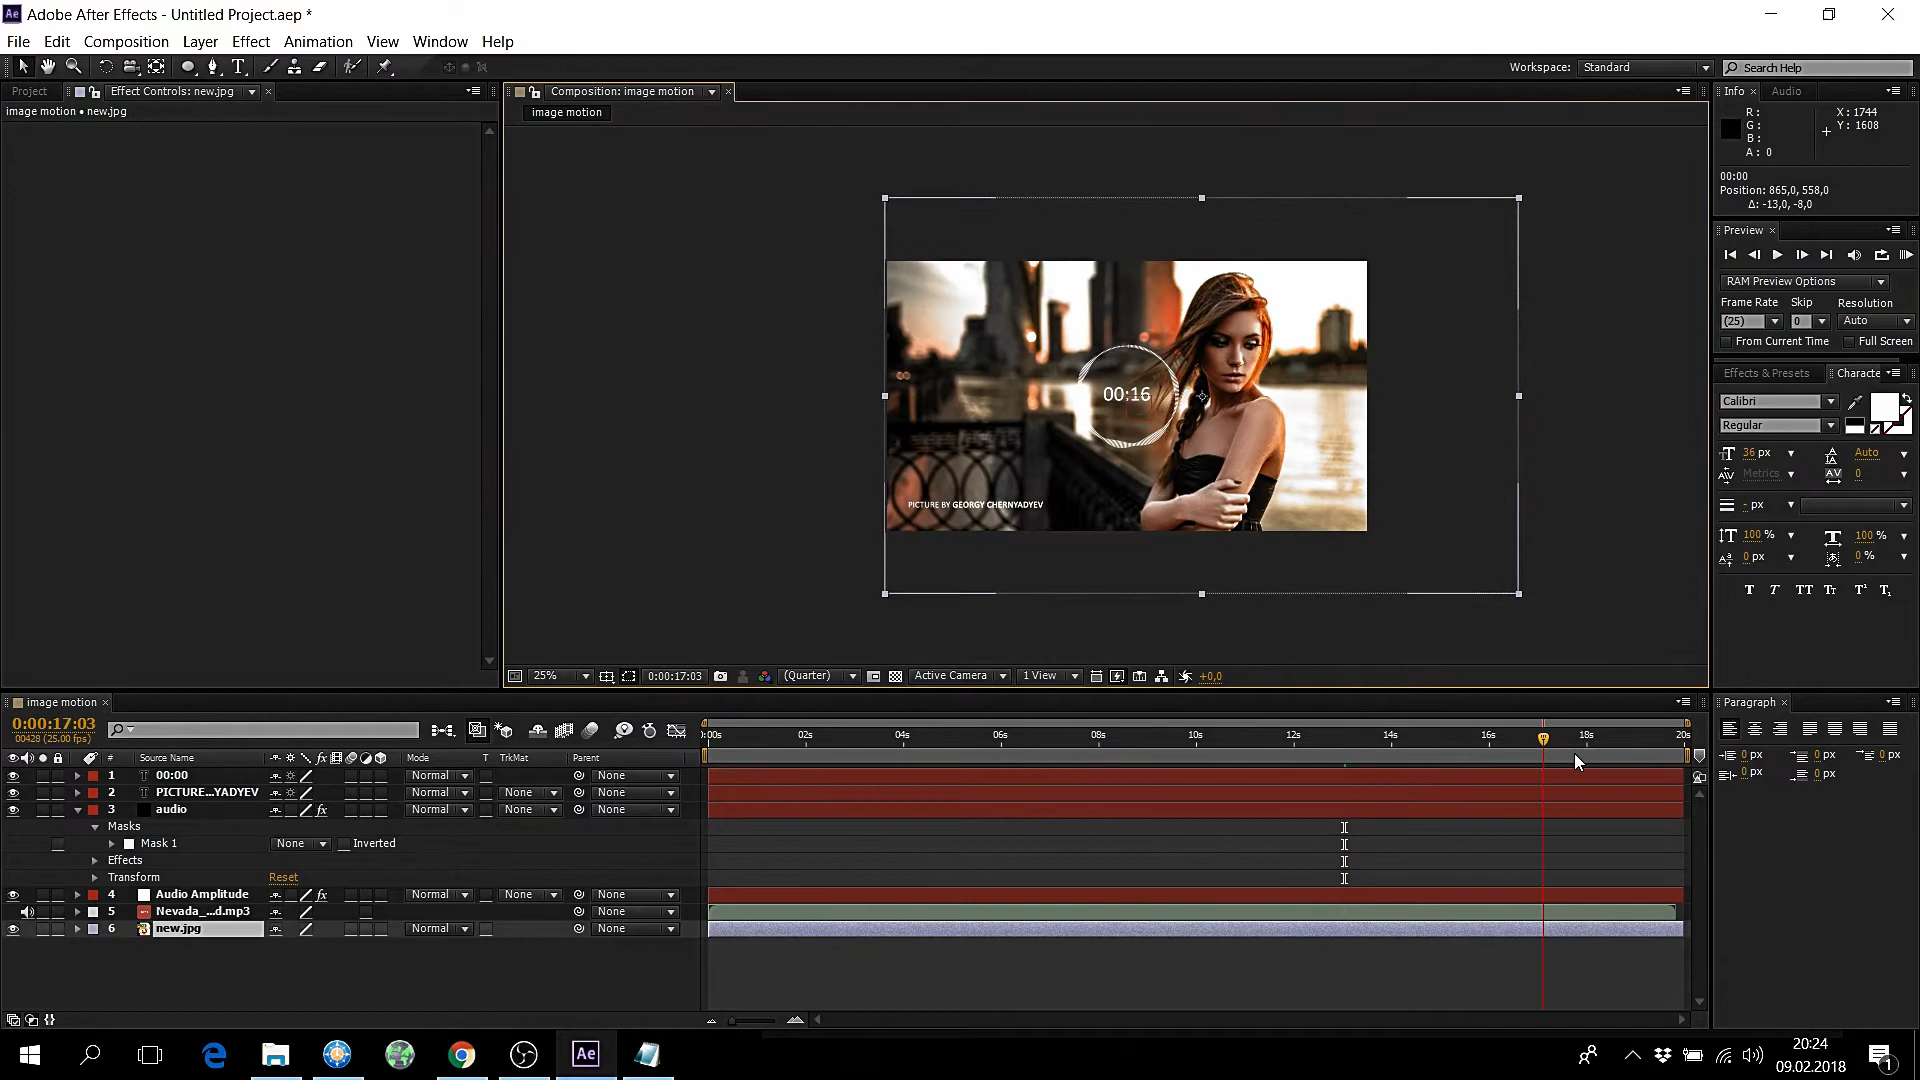 Adobe After Effects - Untitled Project.aep *
File Edit Composition Layer Effect Animation View Window Help
Workspace: Standard Search Help
Project Effect Controls: new.jpg Composition: image motion Info Audio
image motion • new.jpg
image motion
R : X : 1744
G : Y : 1608
B :
A : 0
00:00
Position: 865,0, 558,0
Δ: -13,0, -8,0
Preview
RAM Preview Options
Frame Rate Skip Resolution
(25) 0 Auto
From Current Time Full Screen
Effects & Presets Characte
Calibri
Regular
36 px Auto
Metrics 0
- px
100 % 100 %
0 px 0 %
T T TT Tt T¹ T₁
00:16
PICTURE BY GEORGY CHERNYADYEV
25% 0:00:17:03 (Quarter) Active Camera 1 View +0,0
image motion
0:00:17:03
00428 (25.00 fps)
:00s 02s 04s 06s 08s 10s 12s 14s 16s 18s 20s
# Source Name fx Mode T TrkMat Parent
1 T 00:00 Normal None
2 T PICTURE...YADYEV Normal None None
3 audio fx Normal None None
Masks
Mask 1 None Inverted
Effects
Transform Reset
4 Audio Amplitude fx Normal None None
5 Nevada_...d.mp3 None
6 new.jpg Normal None
Paragraph
0 px 0 px 0 px
0 px 0 px
Ae
20:24
09.02.2018
1